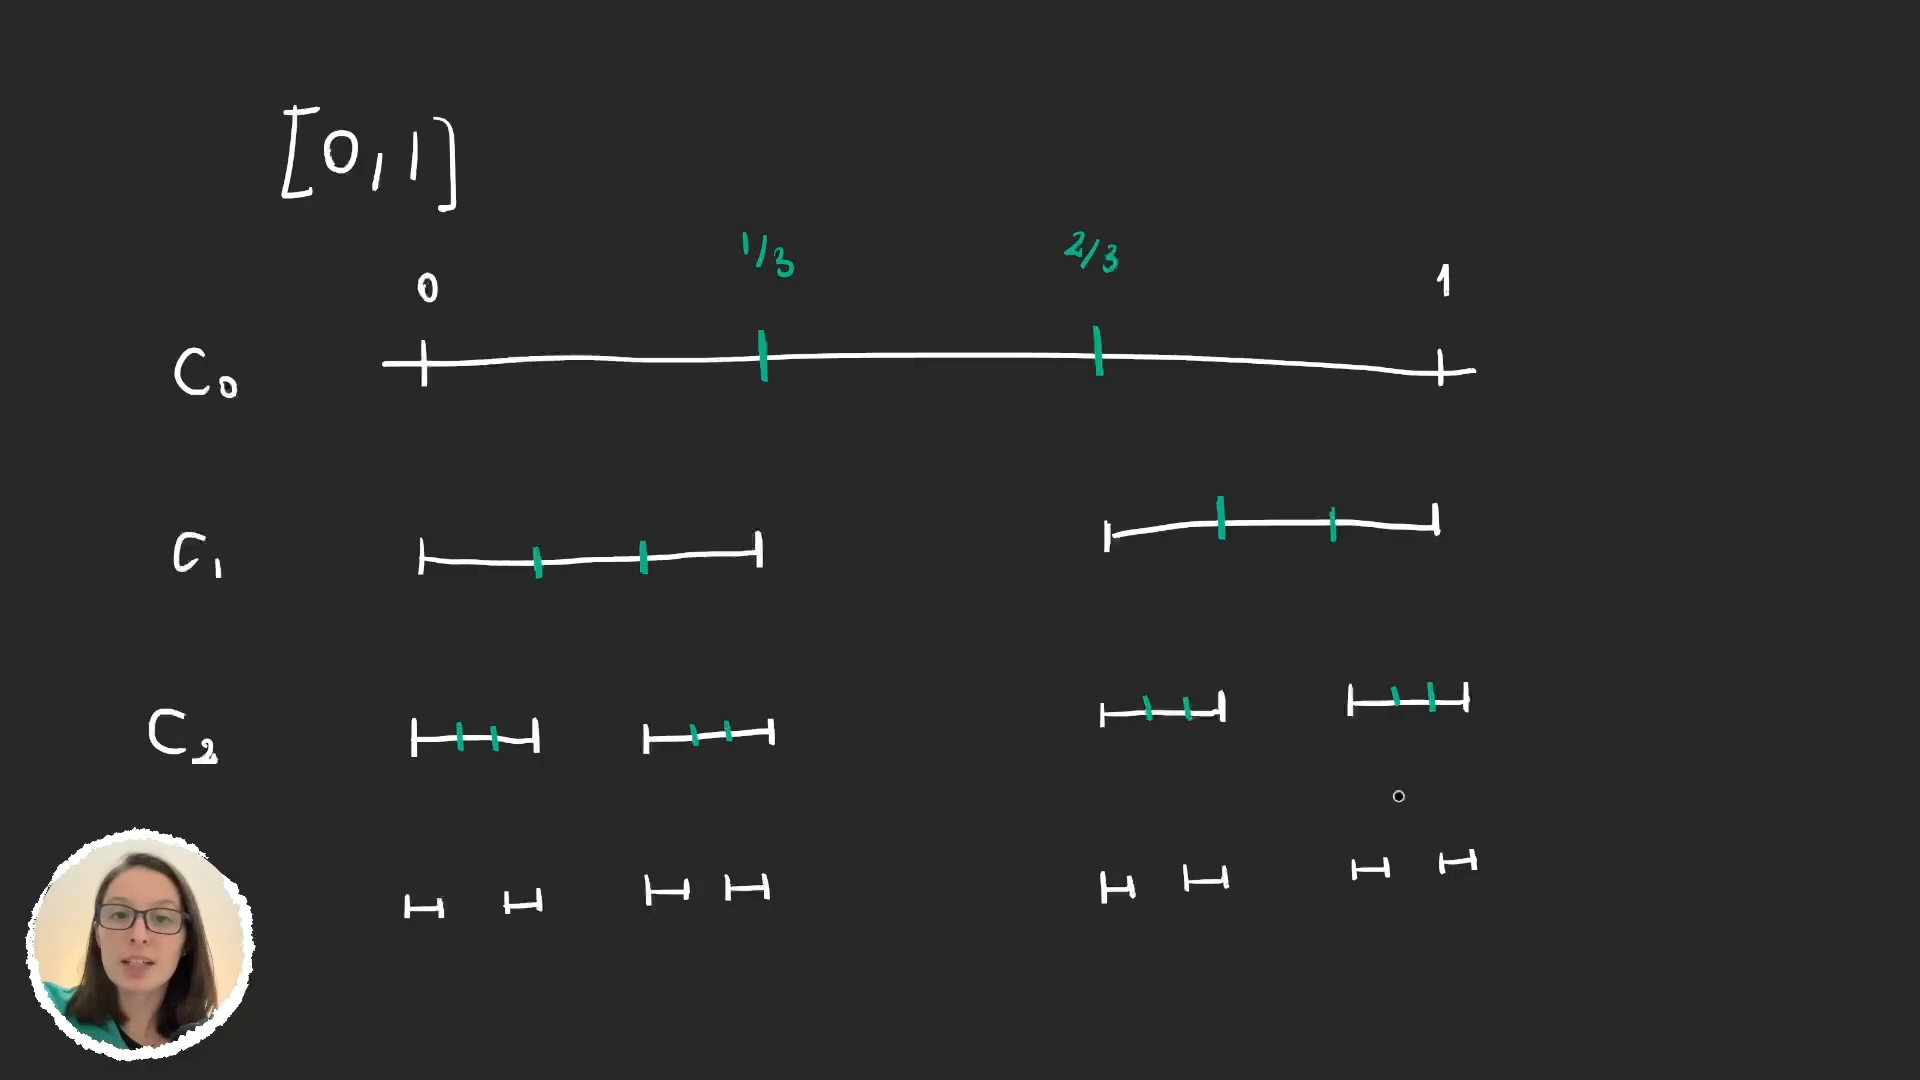 [0,1]
0 1/3 2/3 1
C₀
C₁
C₂